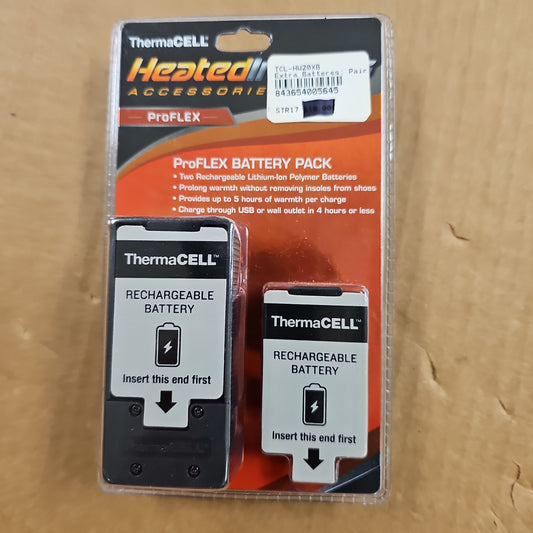 ThermaCELL
Heated
ACCESSORIE
ProFLEX
TCL-HW20XB
Extra Batteres, Pair
843654005645
STR17
ProFLEX BATTERY PACK
• Two Rechargeable Lithium-Ion Polymer Batteries
• Prolong warmth without removing insoles from shoes
• Provides up to 5 hours of warmth per charge
• Charge through USB or wall outlet in 4 hours or less
ThermaCELL™
RECHARGEABLE
BATTERY
Insert this end first
ThermaCELL
ThermaCELL™
RECHARGEABLE
BATTERY
Insert this end first